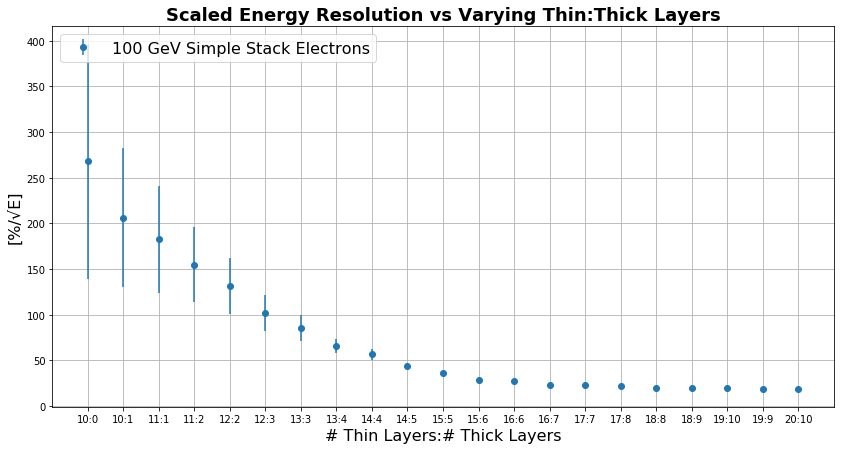 Scaled Energy Resolution vs Varying Thin:Thick Layers
100 GeV Simple Stack Electrons
[%/√E]
400
350
300
250
200
150
100
50
0
10:0 10:1 11:1 11:2 12:2 12:3 13:3 13:4 14:4 14:5 15:5 15:6 16:6 16:7 17:7 17:8 18:8 18:9 19:10 19:9 20:10
# Thin Layers:# Thick Layers